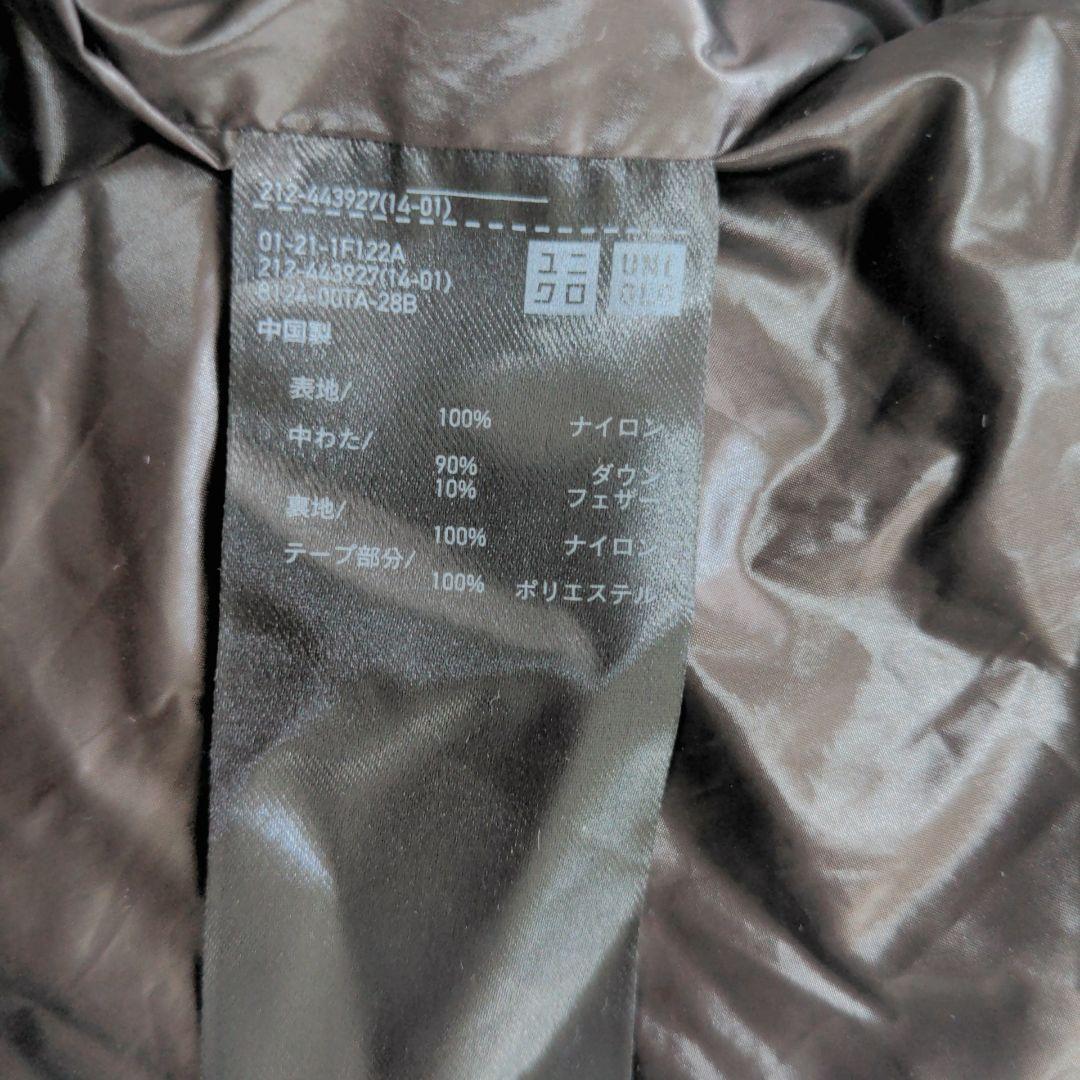 212-443927(14-01)
01-21-1F122A
212-443927(14-01)
8124-00TA-28B
中国製
ユニ
クロ
UNI
QLO
表地/
100% ナイロン
中わた/
90% ダウン
10% フェザー
裏地/
100% ナイロン
テープ部分/
100% ポリエステル